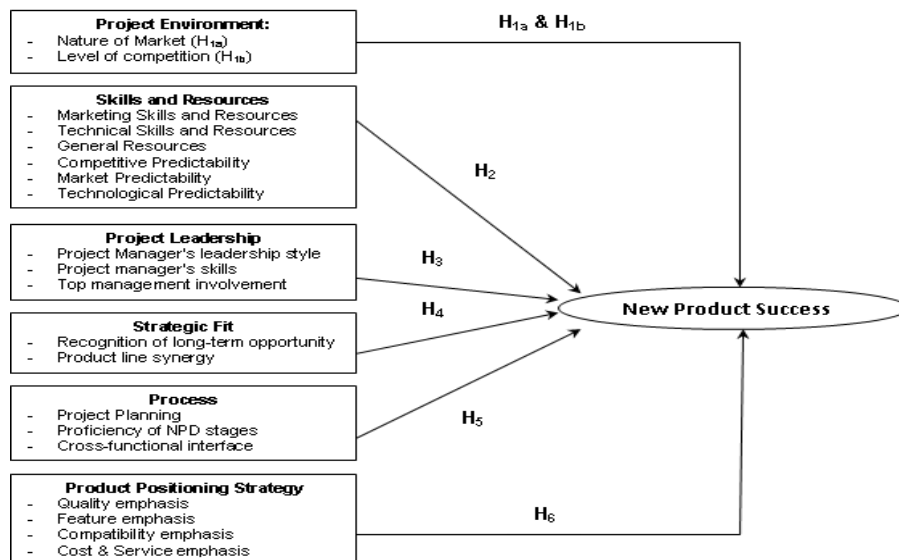 Project Environment:
- Nature of Market (H₁ₐ)
- Level of competition (H₁b)
H₁ₐ & H₁b
Skills and Resources
- Marketing Skills and Resources
- Technical Skills and Resources
- General Resources
- Competitive Predictability
- Market Predictability
- Technological Predictability
H₂
Project Leadership
- Project Manager's leadership style
- Project manager's skills
- Top management involvement
H₃
Strategic Fit
- Recognition of long-term opportunity
- Product line synergy
H₄
New Product Success
Process
- Project Planning
- Proficiency of NPD stages
- Cross-functional interface
H₅
Product Positioning Strategy
- Quality emphasis
- Feature emphasis
- Compatibility emphasis
- Cost & Service emphasis
H₆